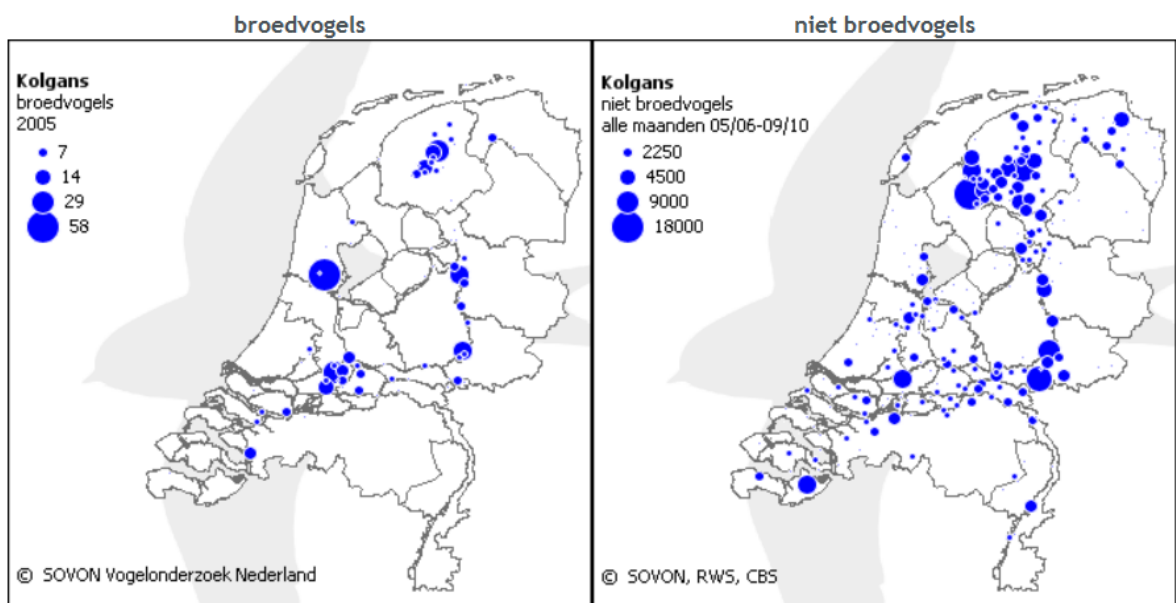 broedvogels
Kolgans
broedvogels
2005
7
14
29
58
© SOVON Vogelonderzoek Nederland
niet broedvogels
Kolgans
niet broedvogels
alle maanden 05/06-09/10
2250
4500
9000
18000
© SOVON, RWS, CBS